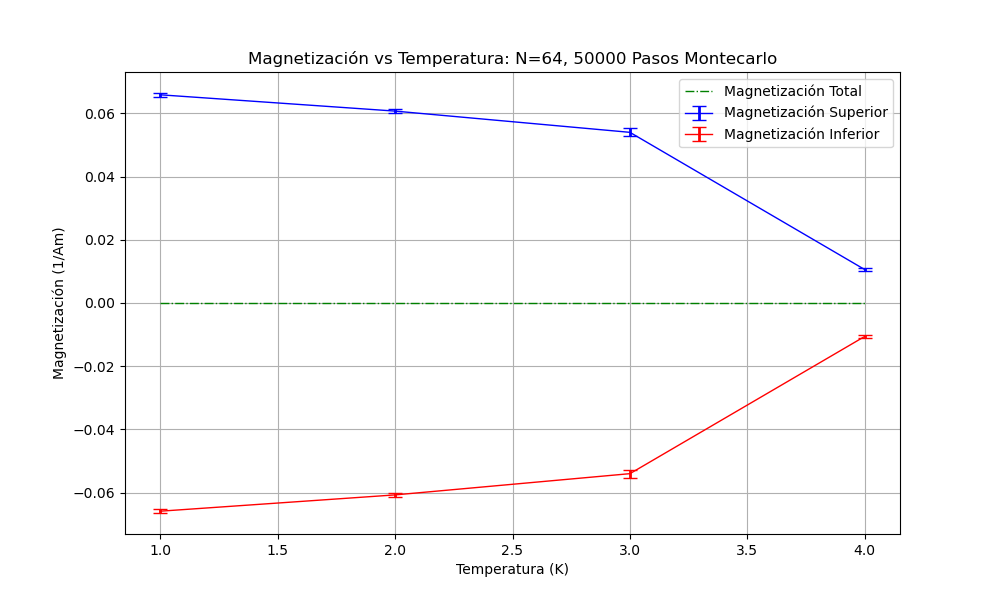 Magnetización vs Temperatura: N=64, 50000 Pasos Montecarlo
Magnetización Total
Magnetización Superior
Magnetización Inferior
Magnetización (1/Am)
0.06
0.04
0.02
0.00
−0.02
−0.04
−0.06
1.0 1.5 2.0 2.5 3.0 3.5 4.0
Temperatura (K)